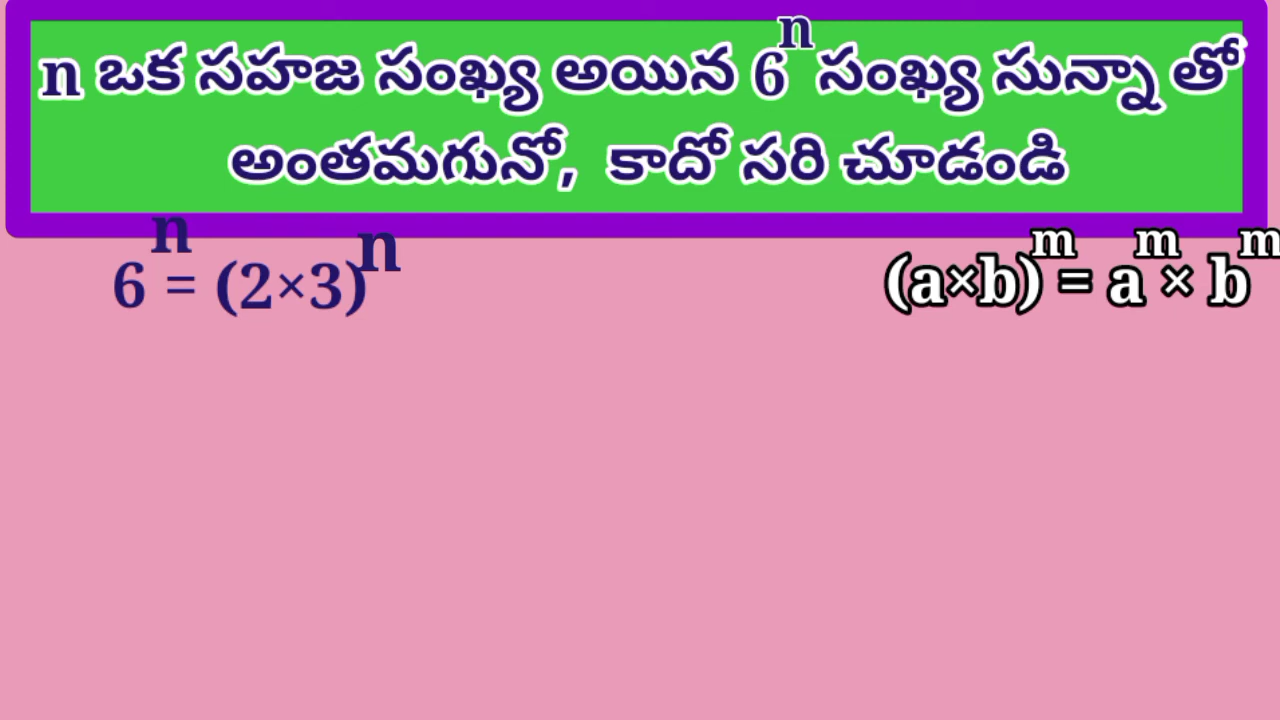 n ఒక సహజ సంఖ్య అయిన 6ⁿ సంఖ్య సున్నా తో
అంతమగునో, కాదో సరి చూడండి
6ⁿ = (2×3)ⁿ
(a×b)ᵐ = aᵐ × bᵐ